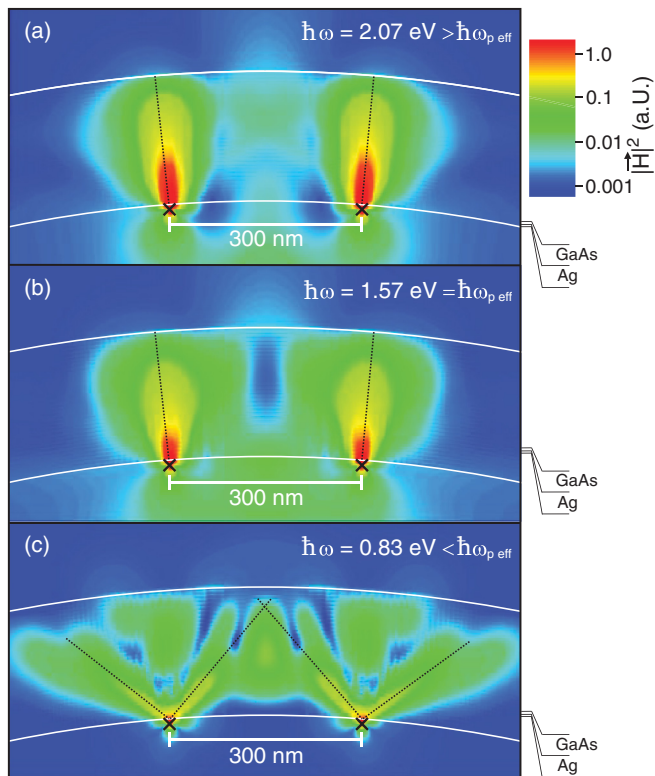 (a)
ħω = 2.07 eV >ħωp eff
300 nm
1.0
0.1
0.01
0.001
|H|² (a.U.)
GaAs
Ag
(b)
ħω = 1.57 eV =ħωp eff
300 nm
GaAs
Ag
(c)
ħω = 0.83 eV <ħωp eff
300 nm
GaAs
Ag